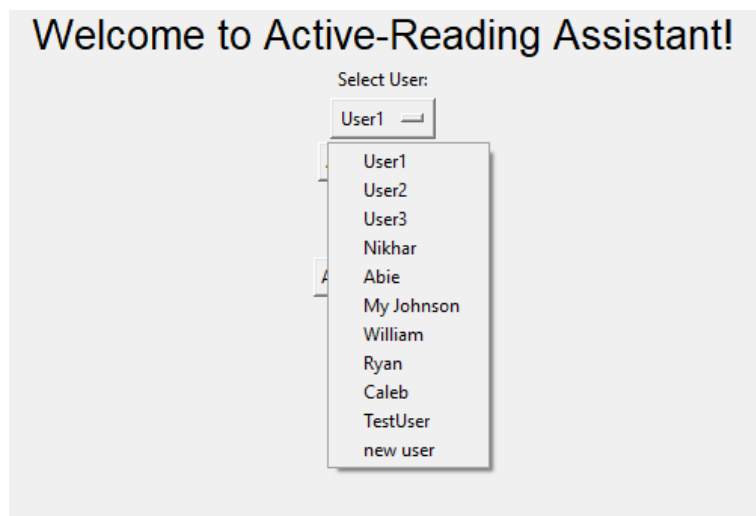 Welcome to Active-Reading Assistant!
Select User:
User1
User1
User2
User3
Nikhar
Abie
My Johnson
William
Ryan
Caleb
TestUser
new user